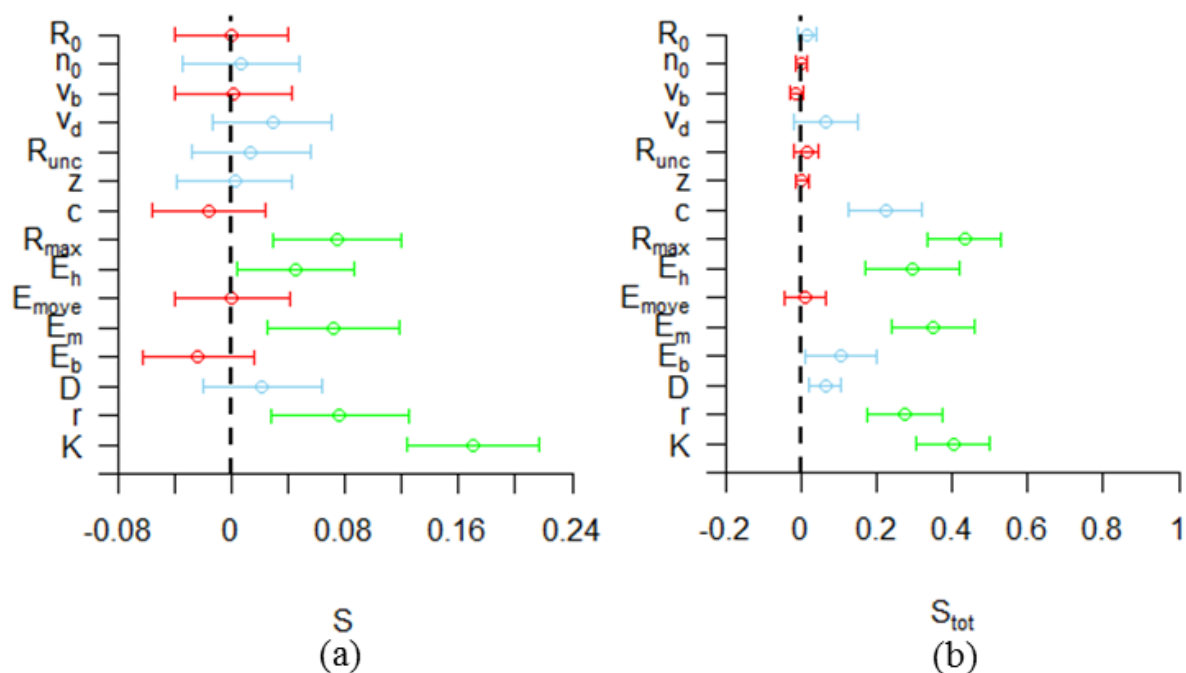 R0
n0
vb
vd
Runc
z
c
Rmax
Eh
Emove
Em
Eb
D
r
K
-0.08 0 0.08 0.16 0.24
S
(a)
R0
n0
vb
vd
Runc
z
c
Rmax
Eh
Emove
Em
Eb
D
r
K
-0.2 0 0.2 0.4 0.6 0.8 1
Stot
(b)